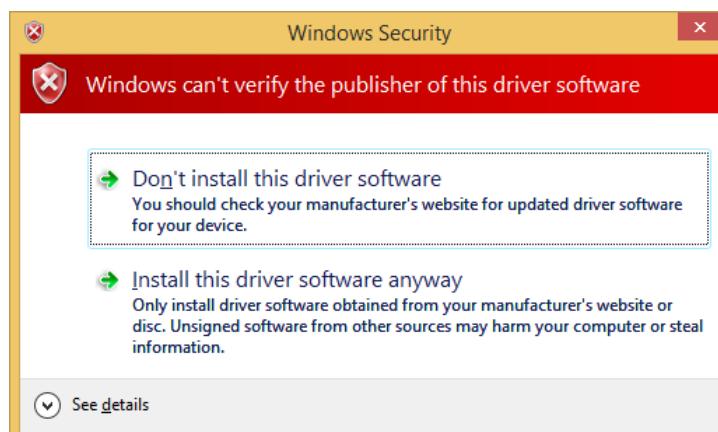 Windows Security
Windows can't verify the publisher of this driver software
Don't install this driver software
You should check your manufacturer's website for updated driver software
for your device.
Install this driver software anyway
Only install driver software obtained from your manufacturer's website or
disc. Unsigned software from other sources may harm your computer or steal
information.
See details